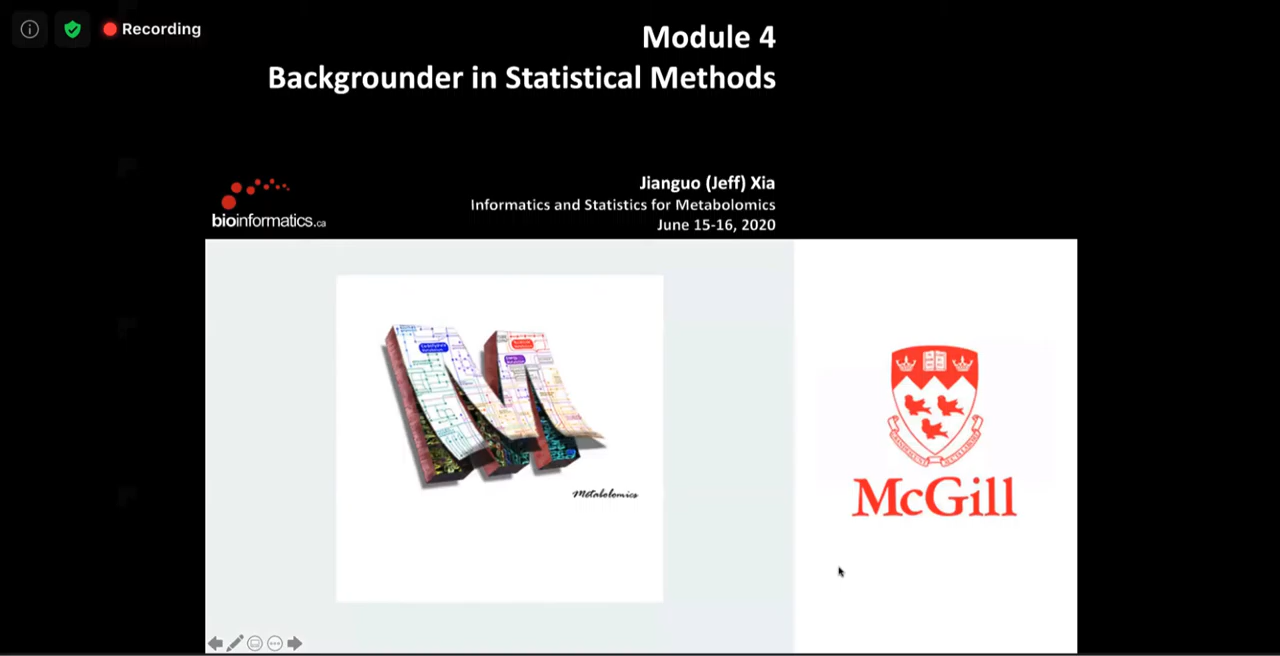 Recording
Module 4
Backgrounder in Statistical Methods
bioinformatics.ca
Jianguo (Jeff) Xia
Informatics and Statistics for Metabolomics
June 15-16, 2020
Metabolomics
McGill